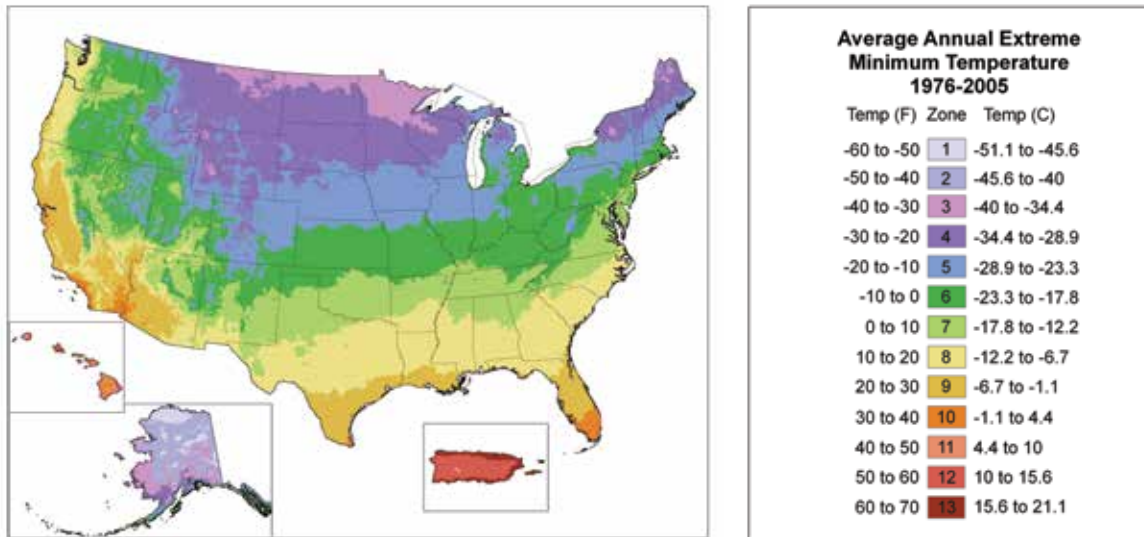 Average Annual Extreme
Minimum Temperature
1976-2005
Temp (F) Zone Temp (C)
-60 to -50 1 -51.1 to -45.6
-50 to -40 2 -45.6 to -40
-40 to -30 3 -40 to -34.4
-30 to -20 4 -34.4 to -28.9
-20 to -10 5 -28.9 to -23.3
-10 to 0 6 -23.3 to -17.8
0 to 10 7 -17.8 to -12.2
10 to 20 8 -12.2 to -6.7
20 to 30 9 -6.7 to -1.1
30 to 40 10 -1.1 to 4.4
40 to 50 11 4.4 to 10
50 to 60 12 10 to 15.6
60 to 70 13 15.6 to 21.1